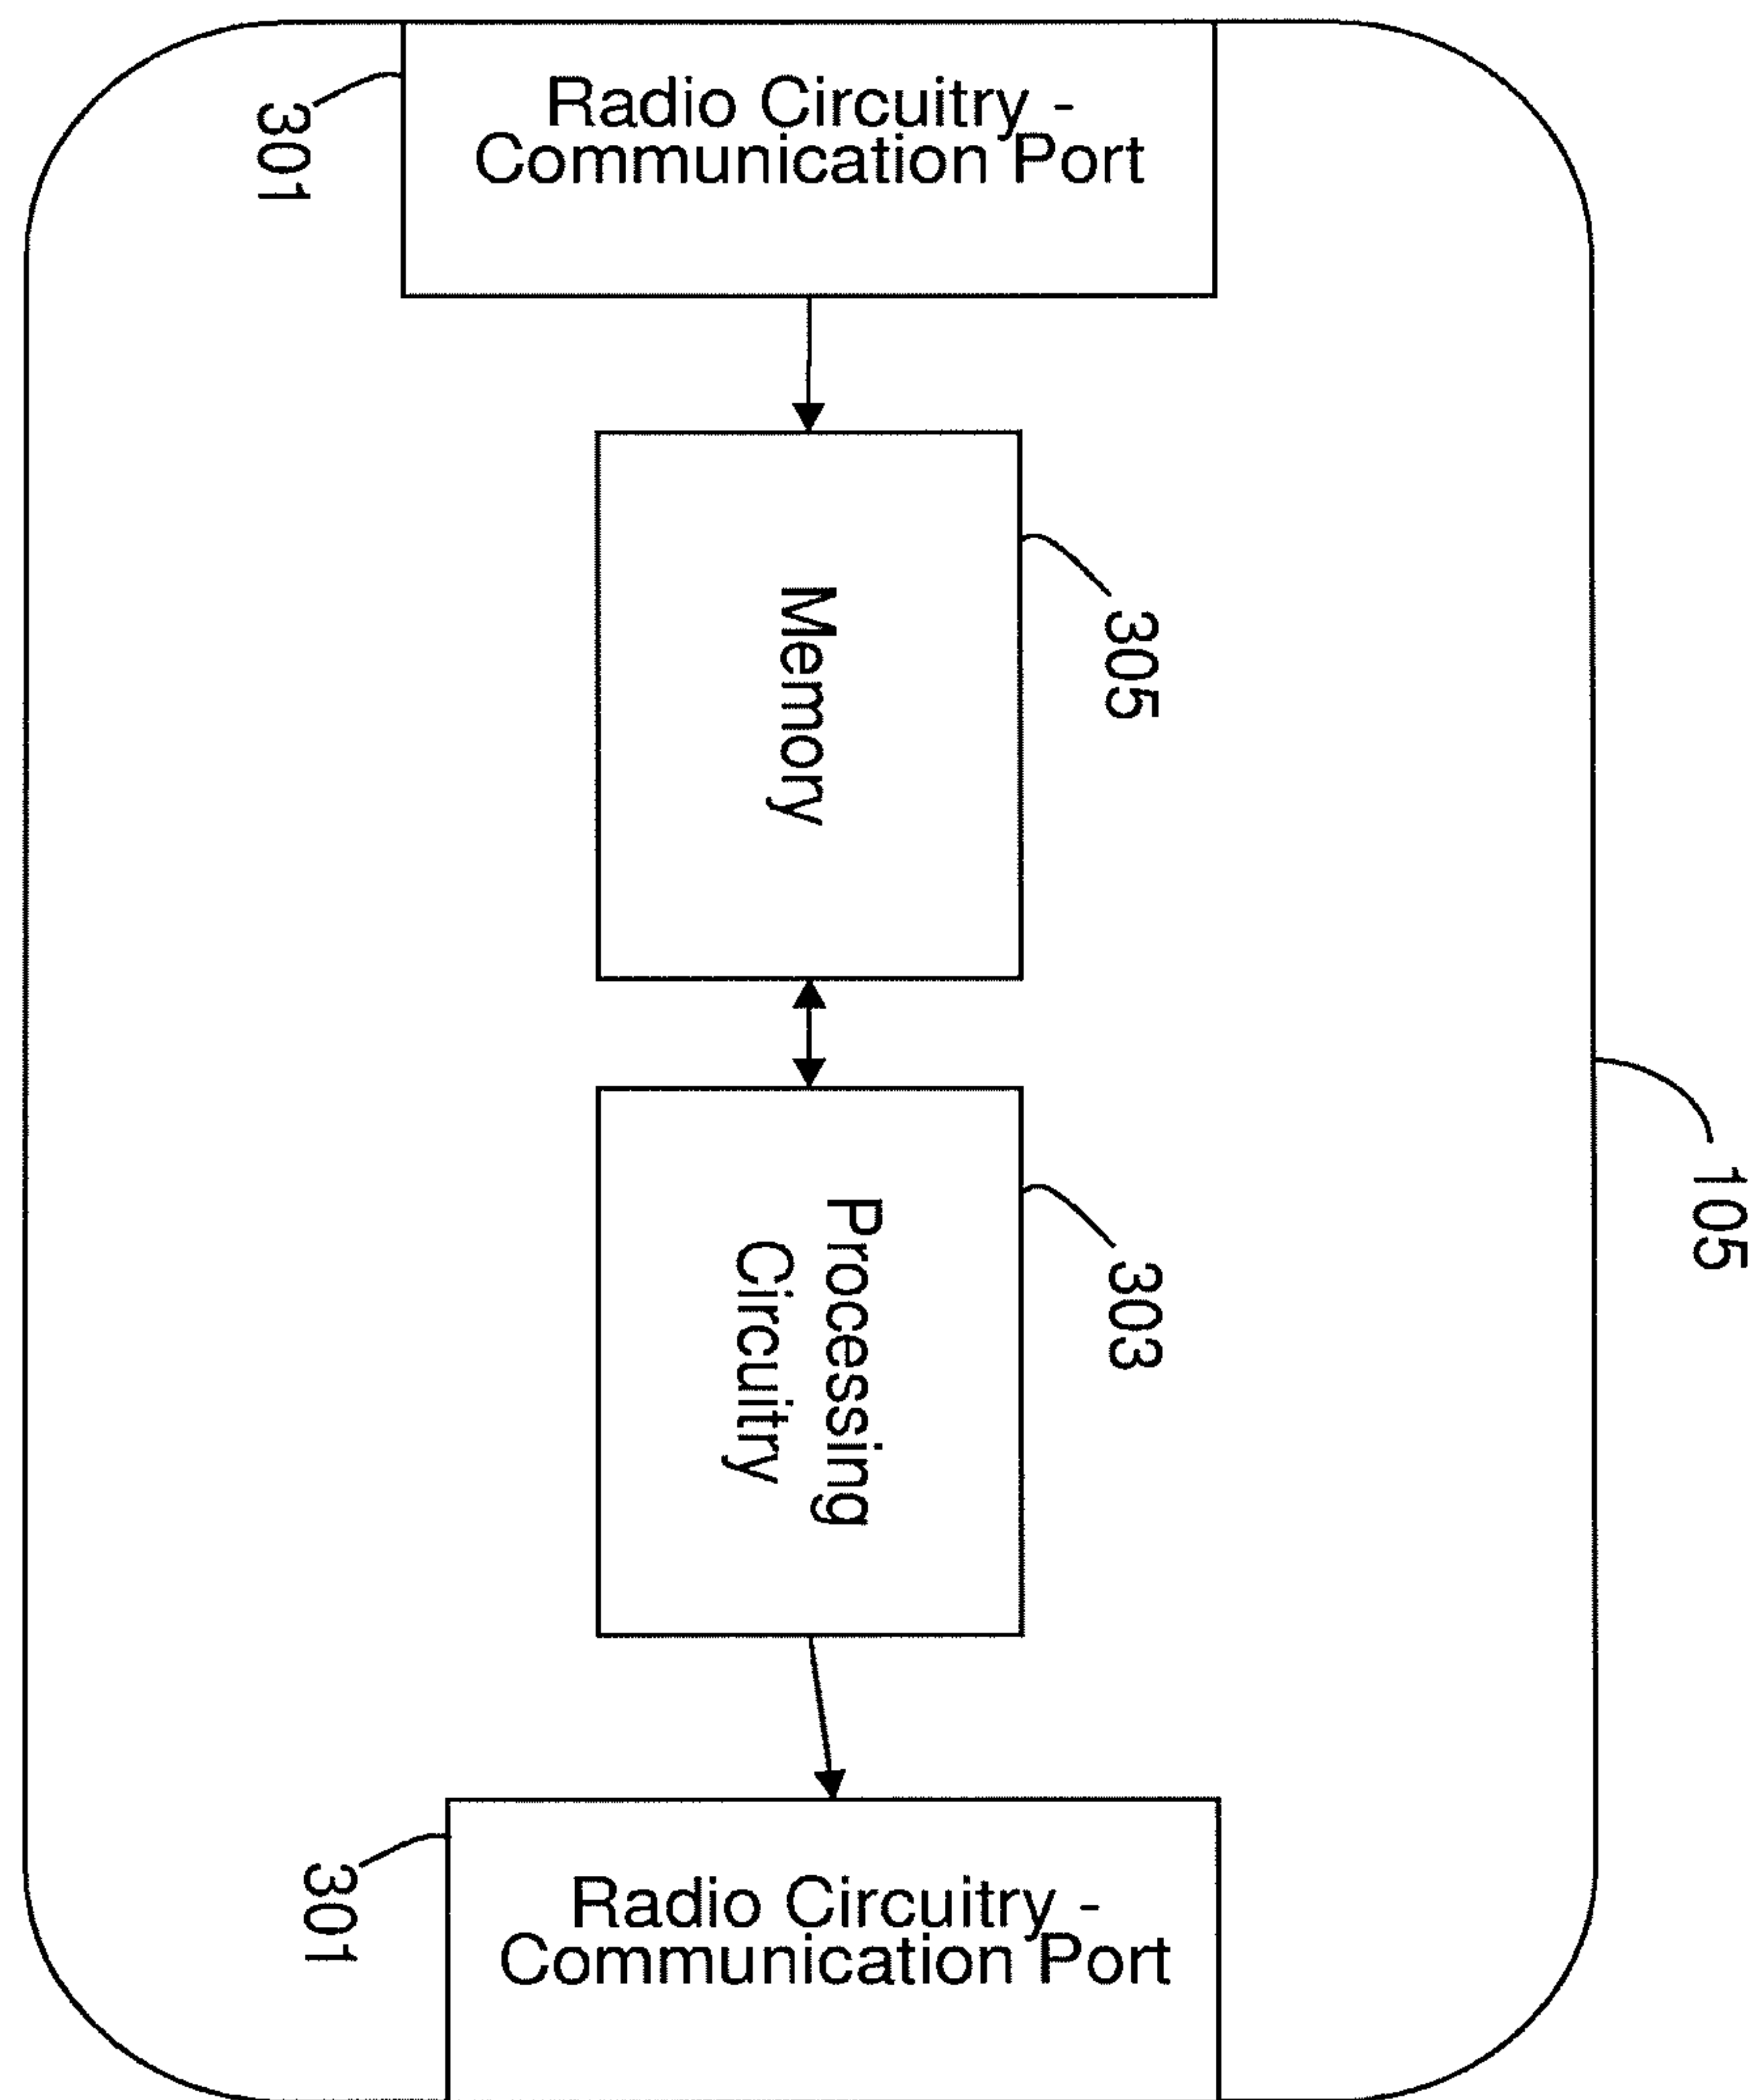 Radio Circuitry -
Communication Port
301
Memory
305
105
Processing
Circuitry
303
Radio Circuitry -
Communication Port
301